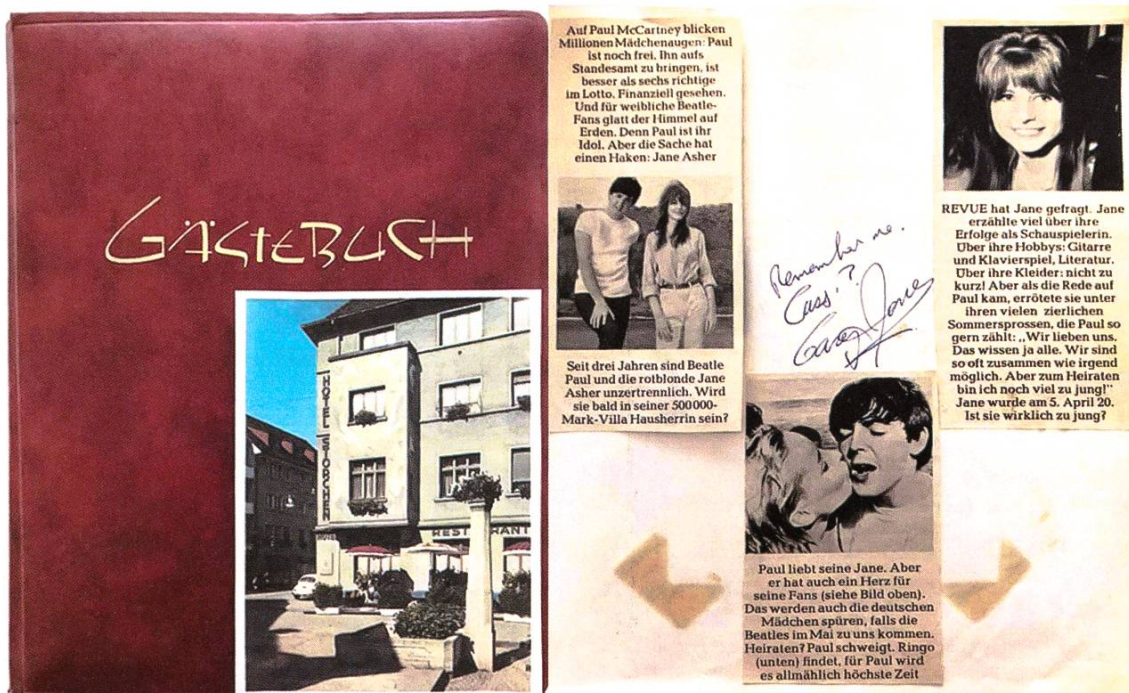 GÄSTEBUCH
HOTEL STORCHEN
RESTAURANT
Auf Paul McCartney blicken
Millionen Mädchenaugen: Paul
ist noch frei. Ihn aufs
Standesamt zu bringen, ist
besser als sechs richtige
im Lotto. Finanziell gesehen.
Und für weibliche Beatle-
Fans glatt der Himmel auf
Erden. Denn Paul ist ihr
Idol. Aber die Sache hat
einen Haken: Jane Asher
Seit drei Jahren sind Beatle
Paul und die rotblonde Jane
Asher unzertrennlich. Wird
sie bald in seiner 500000-
Mark-Villa Hausherrin sein?
Remember me.
Jane
Paul liebt seine Jane. Aber
er hat auch ein Herz für
seine Fans (siehe Bild oben).
Das werden auch die deutschen
Mädchen spüren, falls die
Beatles im Mai zu uns kommen.
Heiraten? Paul schweigt. Ringo
(unten) findet, für Paul wird
es allmählich höchste Zeit
REVUE hat Jane gefragt. Jane
erzählte viel über ihre
Erfolge als Schauspielerin.
Über ihre Hobbys: Gitarre
und Klavierspiel, Literatur.
Über ihre Kleider: nicht zu
kurz! Aber als die Rede auf
Paul kam, errötete sie unter
ihren vielen zierlichen
Sommersprossen, die Paul so
gern zählt: „Wir lieben uns.
Das wissen ja alle. Wir sind
so oft zusammen wie irgend
möglich. Aber zum Heiraten
bin ich noch viel zu jung!"
Jane wurde am 5. April 20.
Ist sie wirklich zu jung?